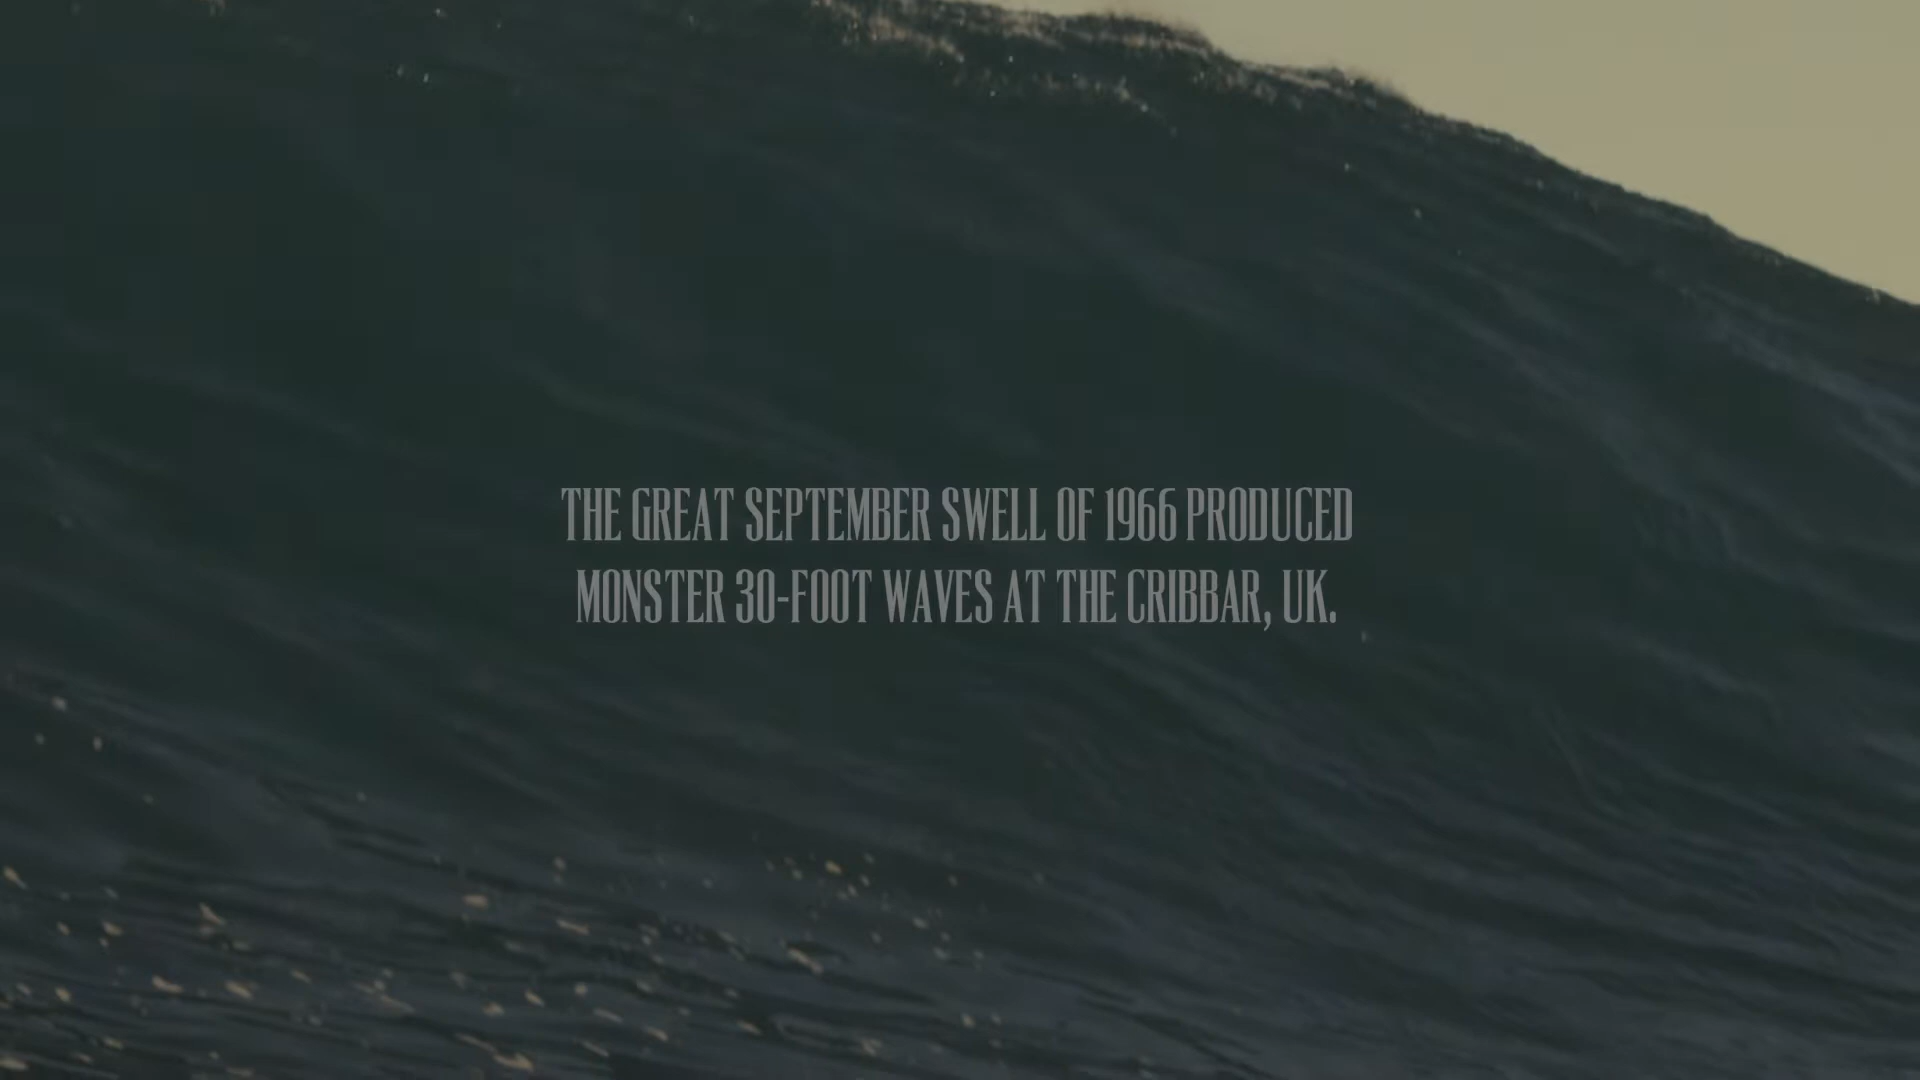 THE GREAT SEPTEMBER SWELL OF 1966 PRODUCED
MONSTER 30-FOOT WAVES AT THE CRIBBAR, UK.